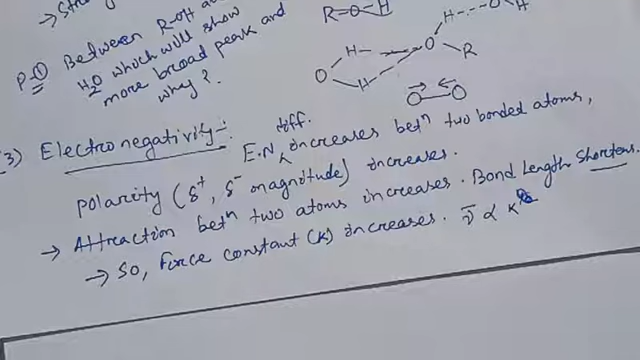 → Stro
P.Q Between R-OH a
H₂O which will show
more broad peak and
why?
R=O-H
H---O
H
H
O
O
H
R
O O
(3) Electronegativity:-
diff.
E.N. increases betⁿ two bonded atoms,
polarity (δ⁺, δ⁻ magnitude) increases.
→ Attraction betⁿ two atoms increases. Bond Length Shortens.
→ So, Force constant (K) increases. ν̄ ∝ K